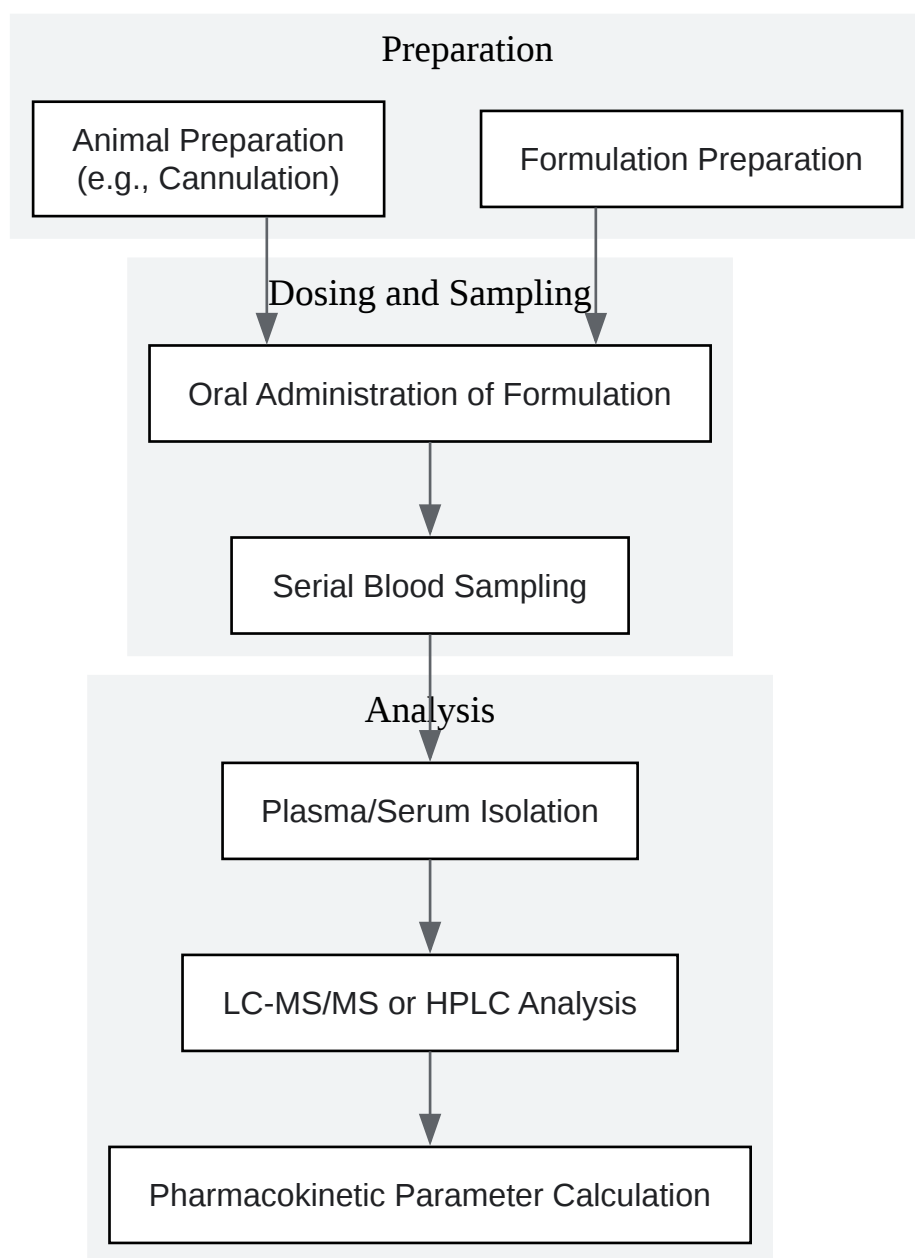 Preparation
Animal Preparation
(e.g., Cannulation)
Formulation Preparation
Dosing and Sampling
Oral Administration of Formulation
Serial Blood Sampling
Analysis
Plasma/Serum Isolation
LC-MS/MS or HPLC Analysis
Pharmacokinetic Parameter Calculation